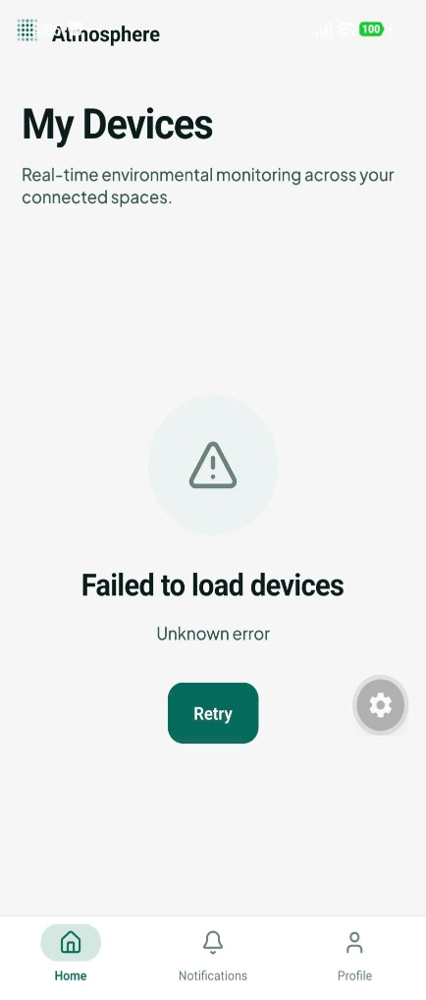 Atmosphere
100
My Devices
Real-time environmental monitoring across your
connected spaces.
Failed to load devices
Unknown error
Retry
Home
Notifications
Profile